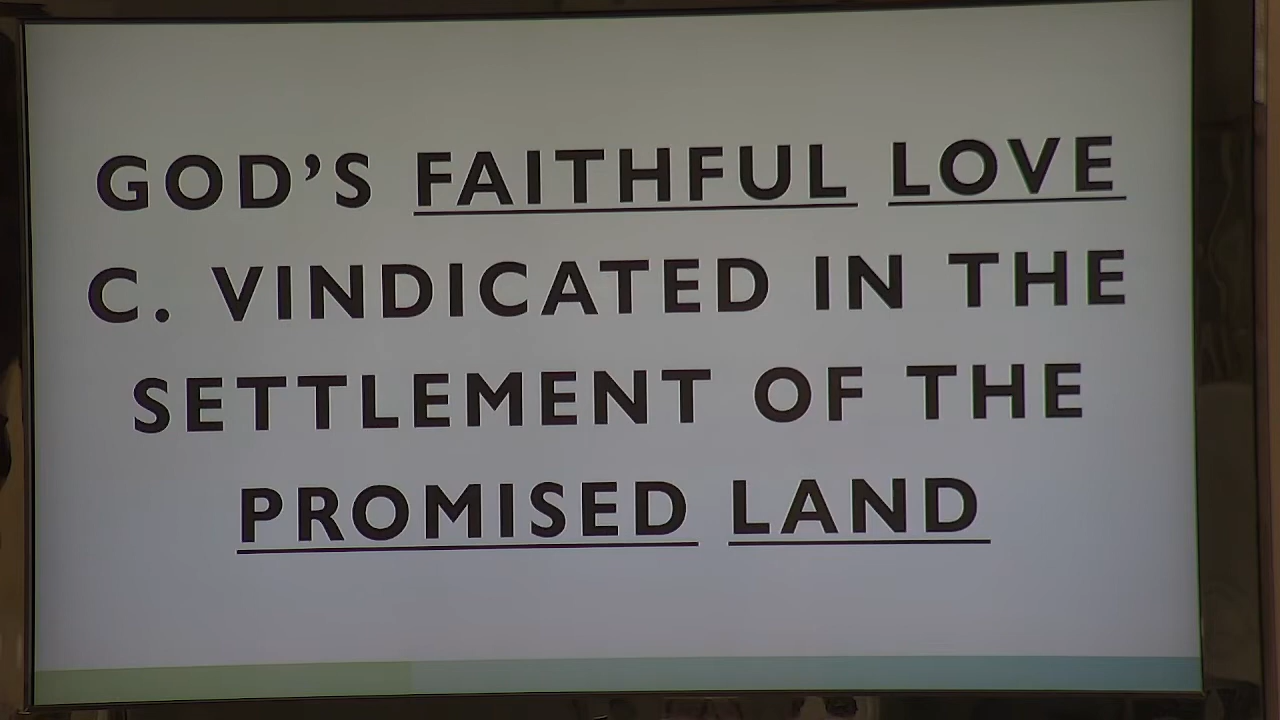 GOD’S FAITHFUL LOVE
C. VINDICATED IN THE
SETTLEMENT OF THE
PROMISED LAND